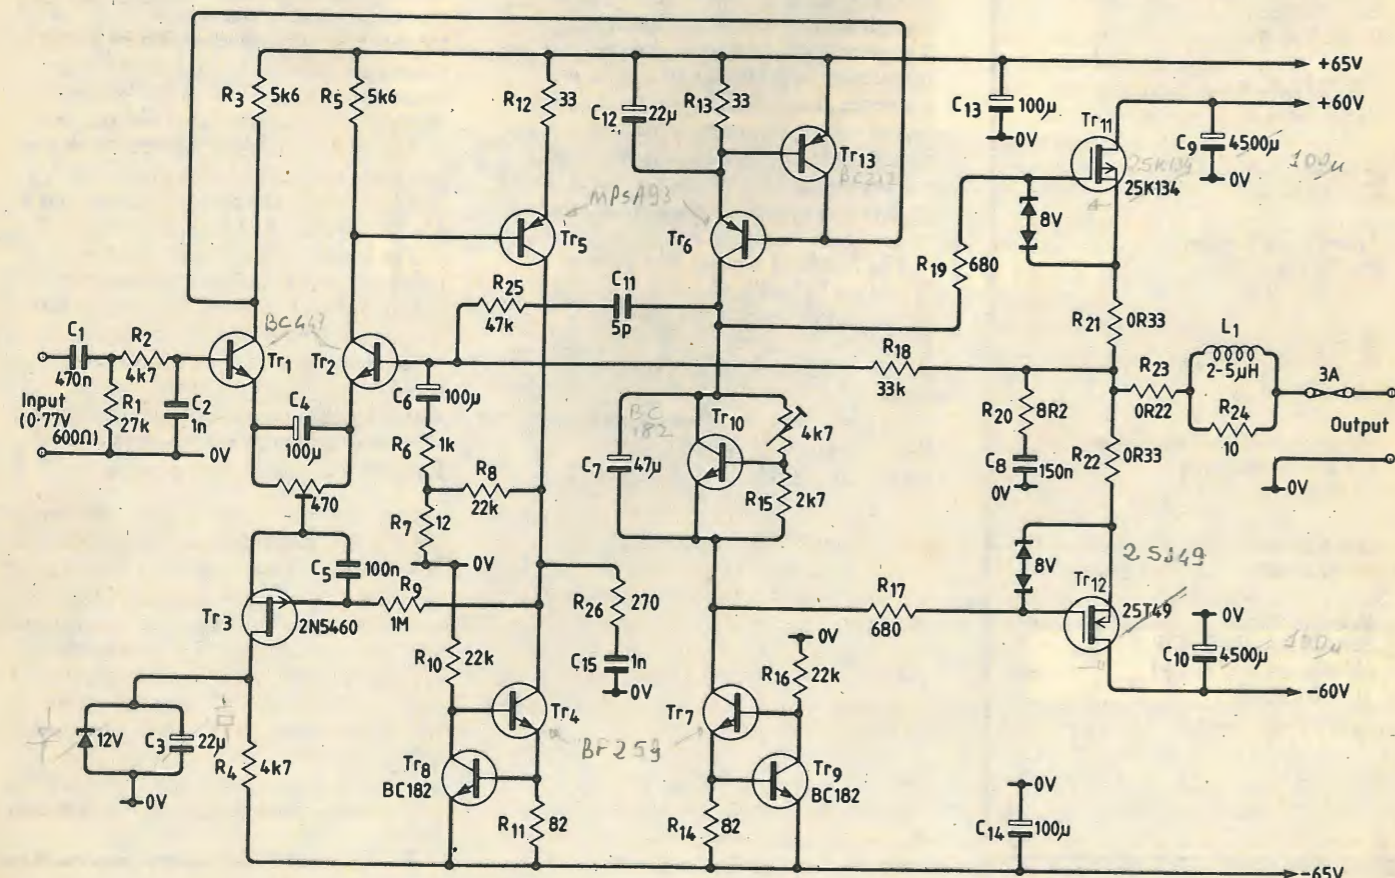 +65V
+60V
R3 5k6
R5 5k6
R12 33
C12 22μ
R13 33
C13 100μ
0V
Tr11
25K134
25K134
C9 4500μ
100μ
0V
Tr13
BC212
8V
MPSA93
Tr5
Tr6
R19 680
R25 47k
C11 5p
R21 0R33
L1
2-5μH
C1 470n
R2 4k7
BC447
Tr1
Tr2
R18 33k
R23 0R22
3A
Input
(0·77V
600Ω)
R1 27k
C2 1n
C4 100μ
C6 100μ
BC
182
Tr10
4k7
R20 8R2
R24 10
Output
0V
470
R6 1k
R8 22k
C7 47μ
R15 2k7
C8 150n
0V
R22 0R33
0V
R7 12
0V
C5 100n
R9 1M
8V
2SJ49
Tr12
25T49
Tr3
2N5460
R26 270
R17 680
0V
0V
C10 4500μ
100μ
R10 22k
C15 1n
0V
R16 22k
-60V
12V
C3 22μ
R4 4k7
0V
Tr4
BF259
Tr7
Tr8
BC182
Tr9
BC182
R11 82
R14 82
0V
C14 100μ
-65V